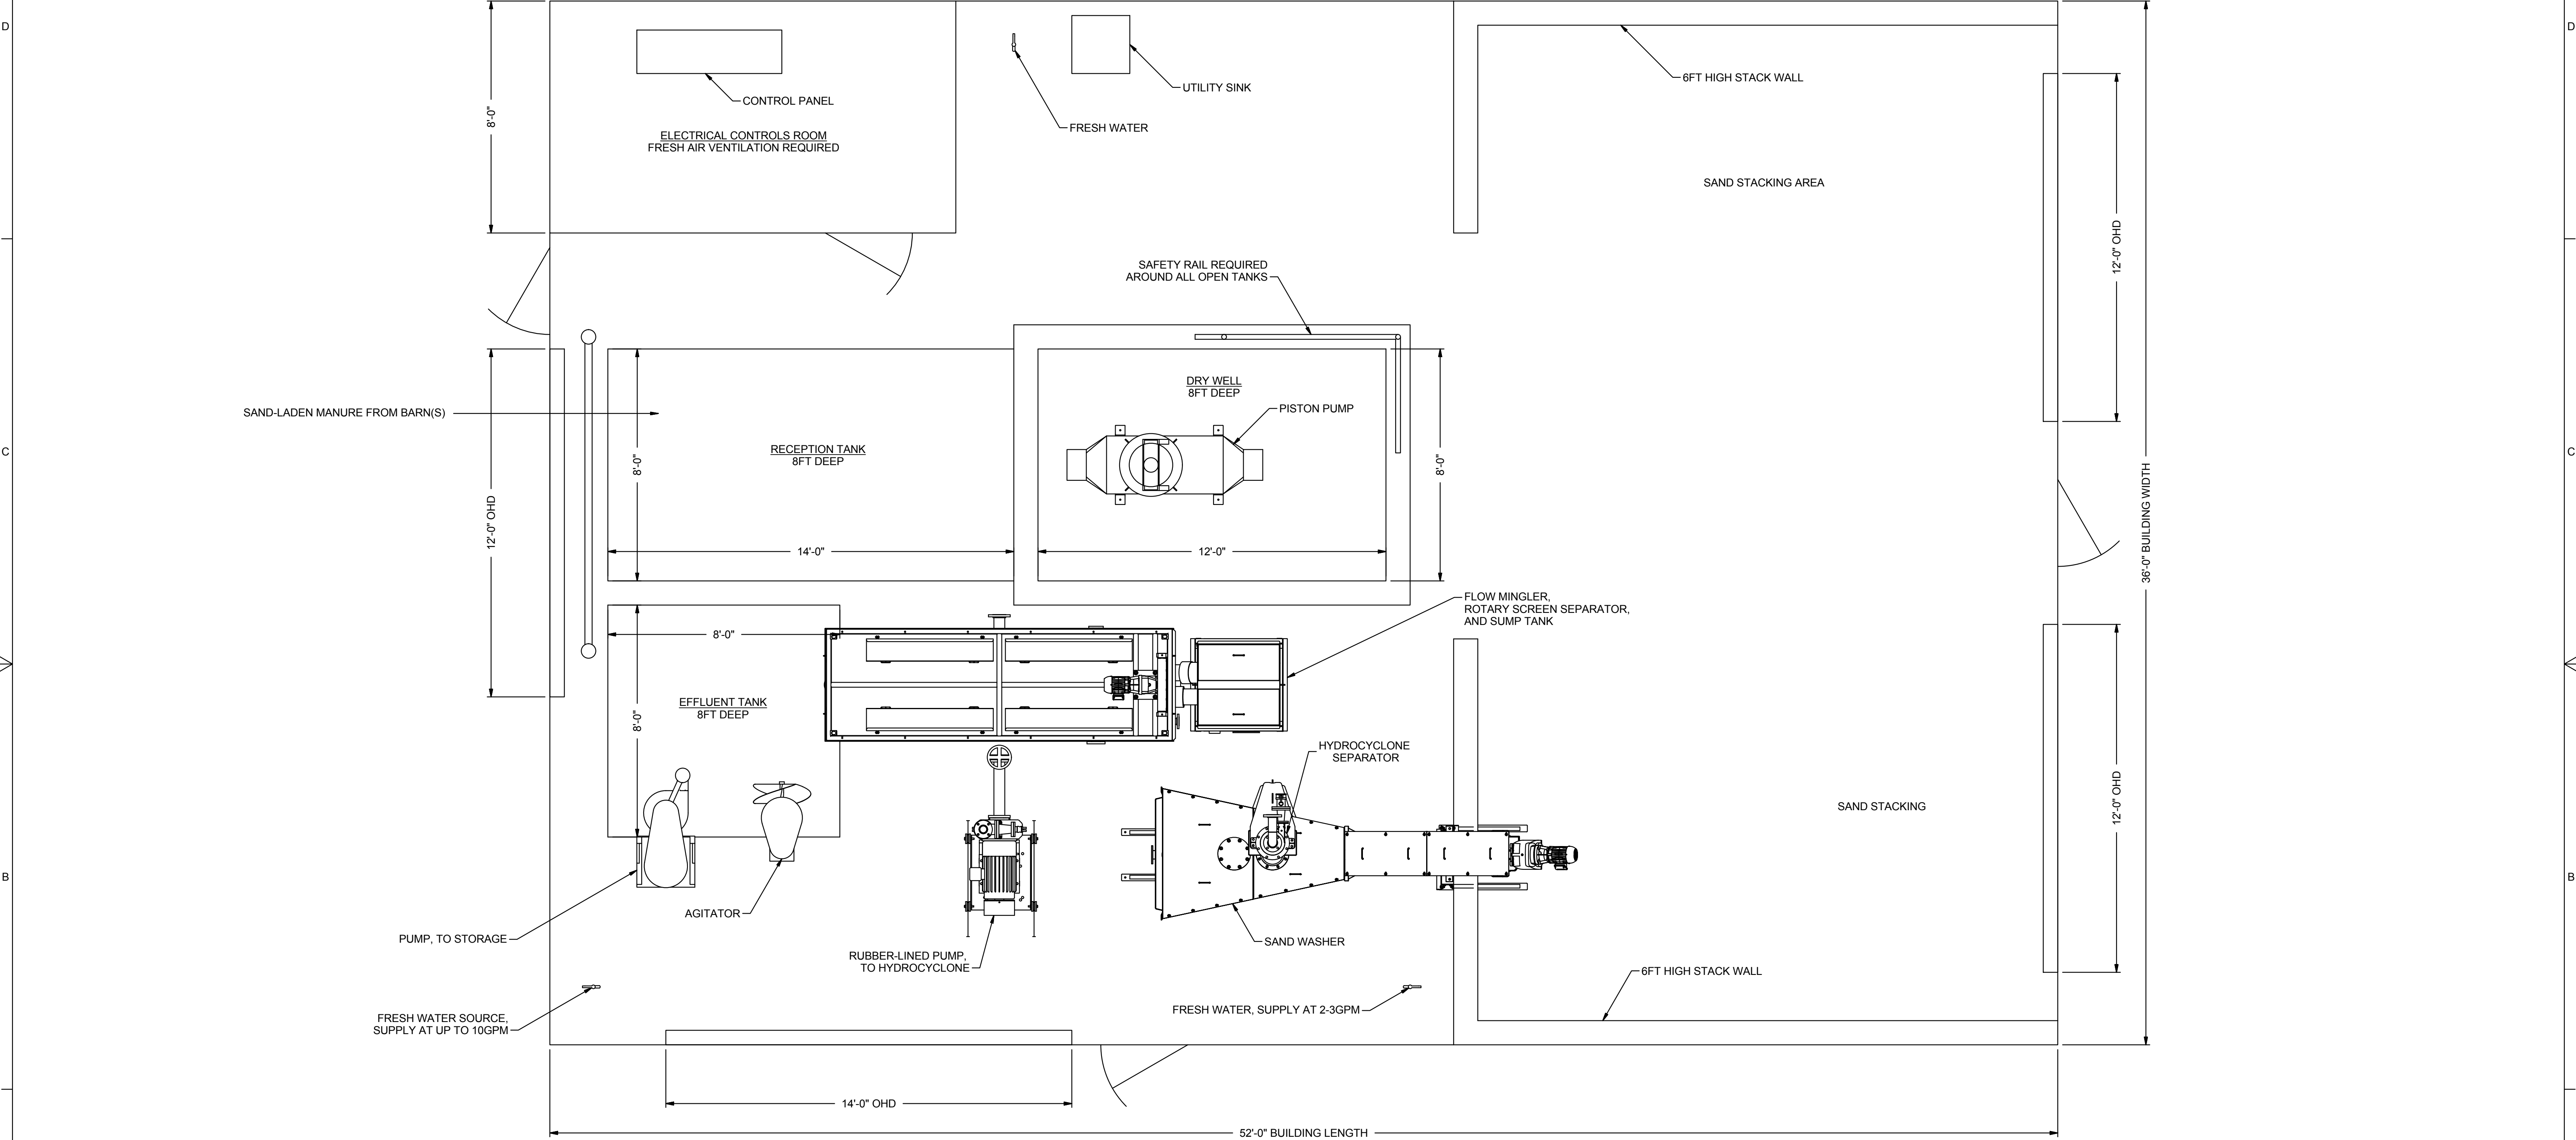 D
D
8'-0"
CONTROL PANEL
ELECTRICAL CONTROLS ROOM
FRESH AIR VENTILATION REQUIRED
FRESH WATER
UTILITY SINK
6FT HIGH STACK WALL
SAND STACKING AREA
12'-0" OHD
SAFETY RAIL REQUIRED
AROUND ALL OPEN TANKS
SAND-LADEN MANURE FROM BARN(S)
12'-0" OHD
C
C
8'-0"
RECEPTION TANK
8FT DEEP
14'-0"
DRY WELL
8FT DEEP
PISTON PUMP
12'-0"
8'-0"
36'-0" BUILDING WIDTH
FLOW MINGLER,
ROTARY SCREEN SEPARATOR,
AND SUMP TANK
8'-0"
8'-0"
EFFLUENT TANK
8FT DEEP
HYDROCYCLONE
SEPARATOR
SAND STACKING
12'-0" OHD
B
B
AGITATOR
PUMP, TO STORAGE
RUBBER-LINED PUMP,
TO HYDROCYCLONE
SAND WASHER
6FT HIGH STACK WALL
FRESH WATER SOURCE,
SUPPLY AT UP TO 10GPM
FRESH WATER, SUPPLY AT 2-3GPM
14'-0" OHD
52'-0" BUILDING LENGTH